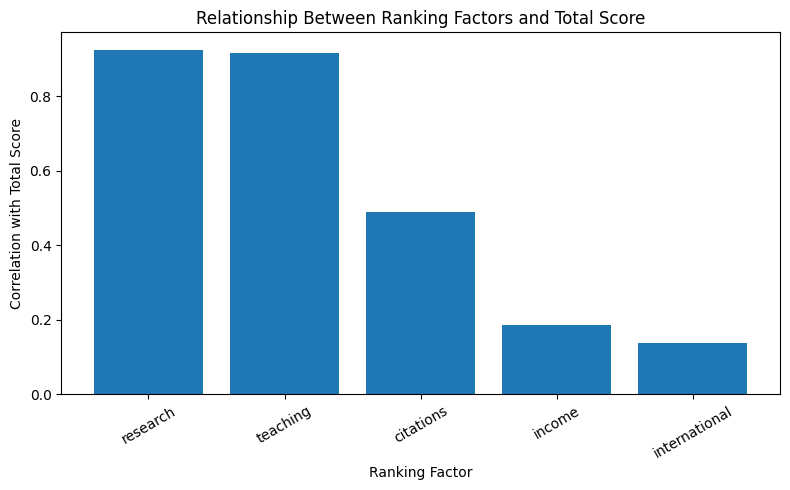 Relationship Between Ranking Factors and Total Score
Correlation with Total Score
0.8
0.6
0.4
0.2
0.0
research
teaching
citations
income
international
Ranking Factor